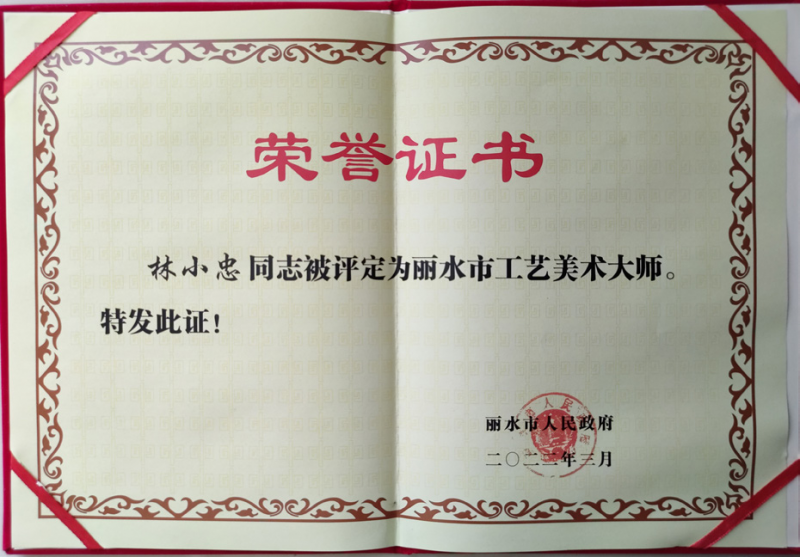 荣誉证书
林小忠同志被评定为丽水市工艺美术大师。
特发此证！
丽水市人民政府
二〇二二年三月